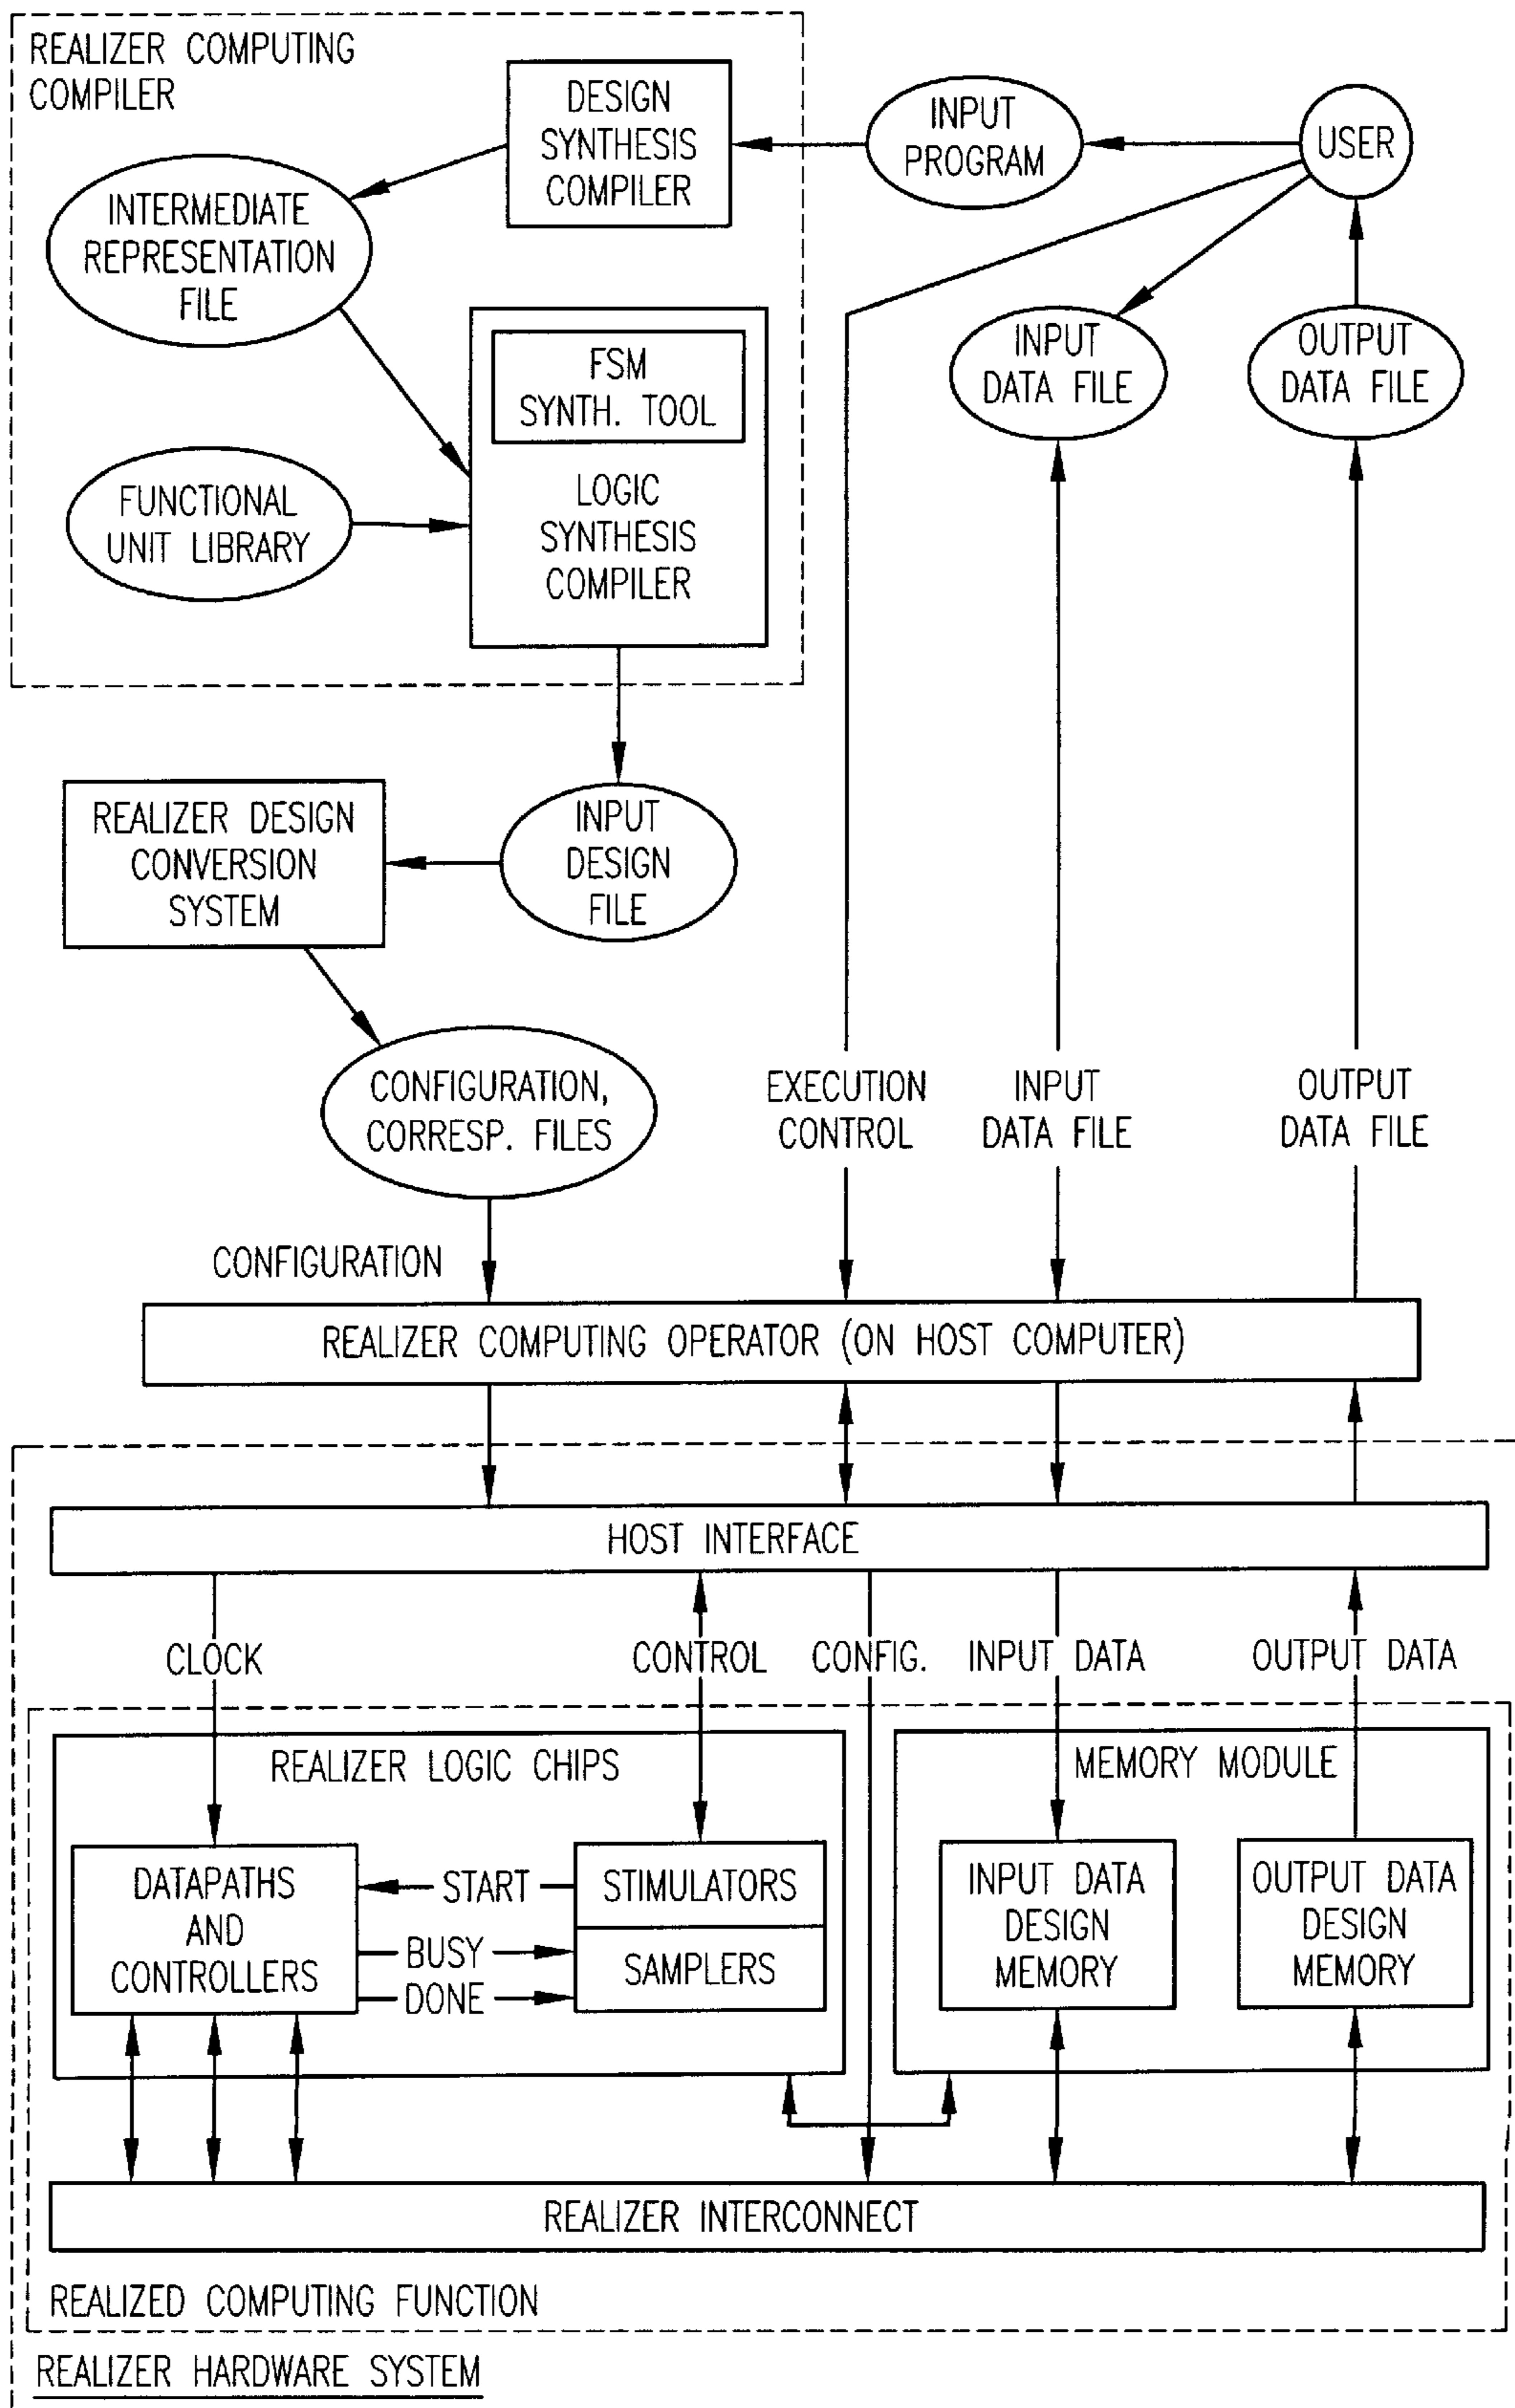 REALIZER COMPUTING
COMPILER
DESIGN
SYNTHESIS
COMPILER
INPUT
PROGRAM
USER
INTERMEDIATE
REPRESENTATION
FILE
FSM
SYNTH. TOOL
LOGIC
SYNTHESIS
COMPILER
FUNCTIONAL
UNIT LIBRARY
INPUT
DATA FILE
OUTPUT
DATA FILE
REALIZER DESIGN
CONVERSION
SYSTEM
INPUT
DESIGN
FILE
CONFIGURATION,
CORRESP. FILES
EXECUTION
CONTROL
INPUT
DATA FILE
OUTPUT
DATA FILE
CONFIGURATION
REALIZER COMPUTING OPERATOR (ON HOST COMPUTER)
HOST INTERFACE
CLOCK
CONTROL
CONFIG.
INPUT DATA
OUTPUT DATA
REALIZER LOGIC CHIPS
MEMORY MODULE
DATAPATHS
AND
CONTROLLERS
START
BUSY
DONE
STIMULATORS
SAMPLERS
INPUT DATA
DESIGN
MEMORY
OUTPUT DATA
DESIGN
MEMORY
REALIZER INTERCONNECT
REALIZED COMPUTING FUNCTION
REALIZER HARDWARE SYSTEM